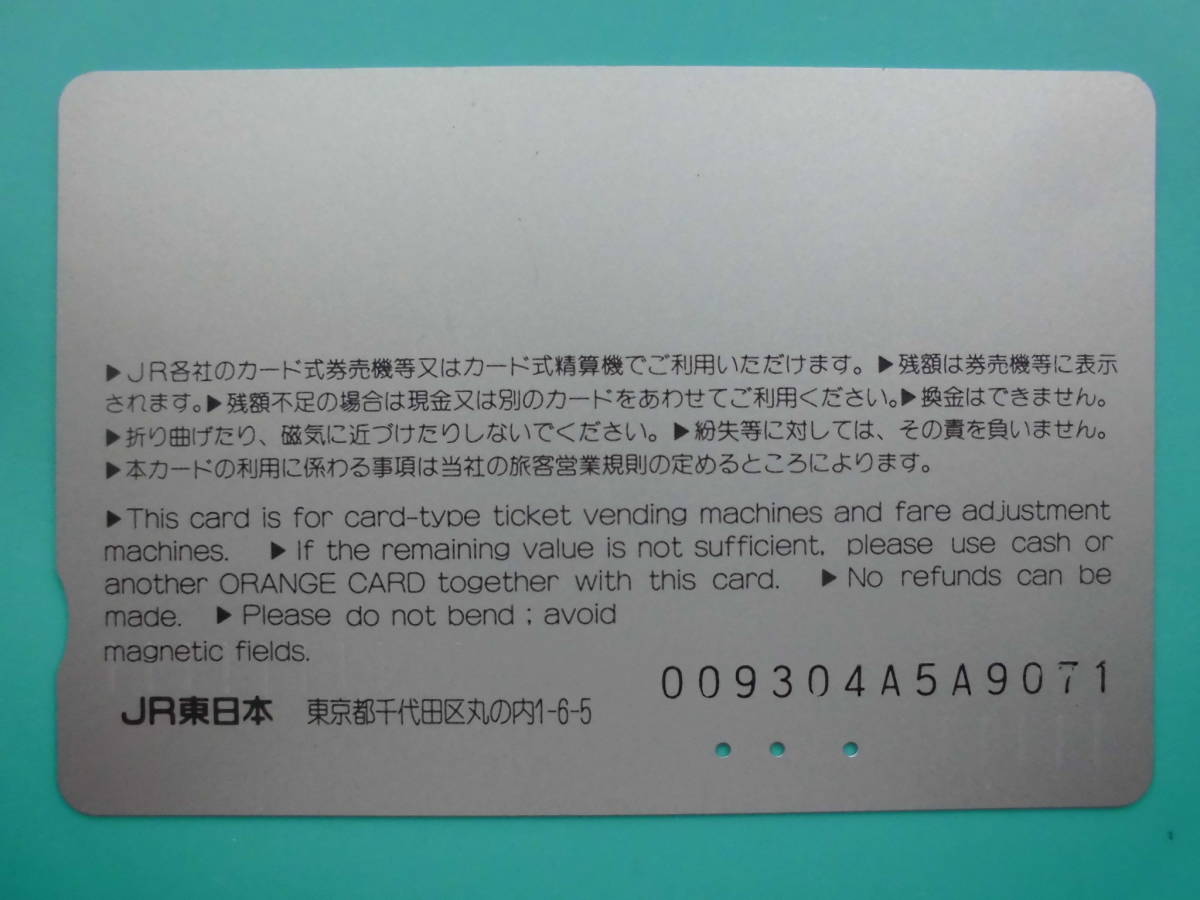 ▶JR各社のカード式券売機等又はカード式精算機でご利用いただけます。▶残額は券売機等に表示
されます。▶残額不足の場合は現金又は別のカードをあわせてご利用ください。▶換金はできません。
▶折り曲げたり、磁気に近づけたりしないでください。▶紛失等に対しては、その責を負いません。
▶本カードの利用に係わる事項は当社の旅客営業規則の定めるところによります。
▶This card is for card-type ticket vending machines and fare adjustment
machines. ▶If the remaining value is not sufficient, please use cash or
another ORANGE CARD together with this card. ▶No refunds can be
made. ▶Please do not bend ; avoid
magnetic fields.
009304A5A9071
JR東日本 東京都千代田区丸の内1-6-5